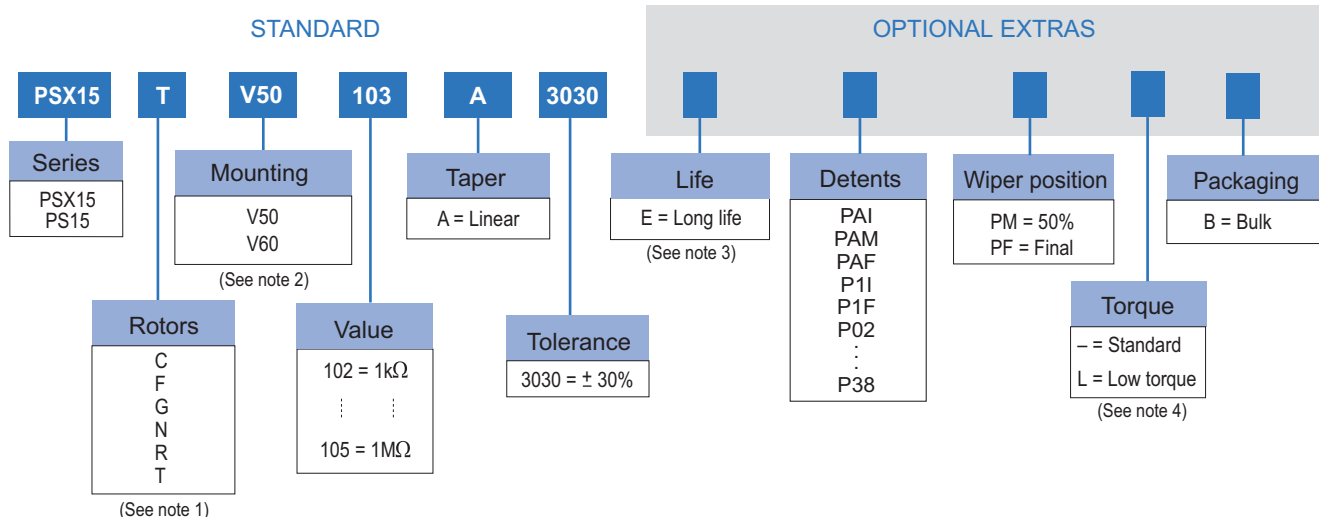 STANDARD
OPTIONAL EXTRAS
PSX15 T V50 103 A 3030
Series
PSX15
PS15
Mounting
V50
V60
(See note 2)
Taper
A = Linear
Life
E = Long life
(See note 3)
Detents
PAI
PAM
PAF
P1I
P1F
P02
:
:
P38
Wiper position
PM = 50%
PF = Final
Packaging
B = Bulk
Rotors
C
F
G
N
R
T
(See note 1)
Value
102 = 1kΩ
105 = 1MΩ
Tolerance
3030 = ± 30%
Torque
– = Standard
L = Low torque
(See note 4)